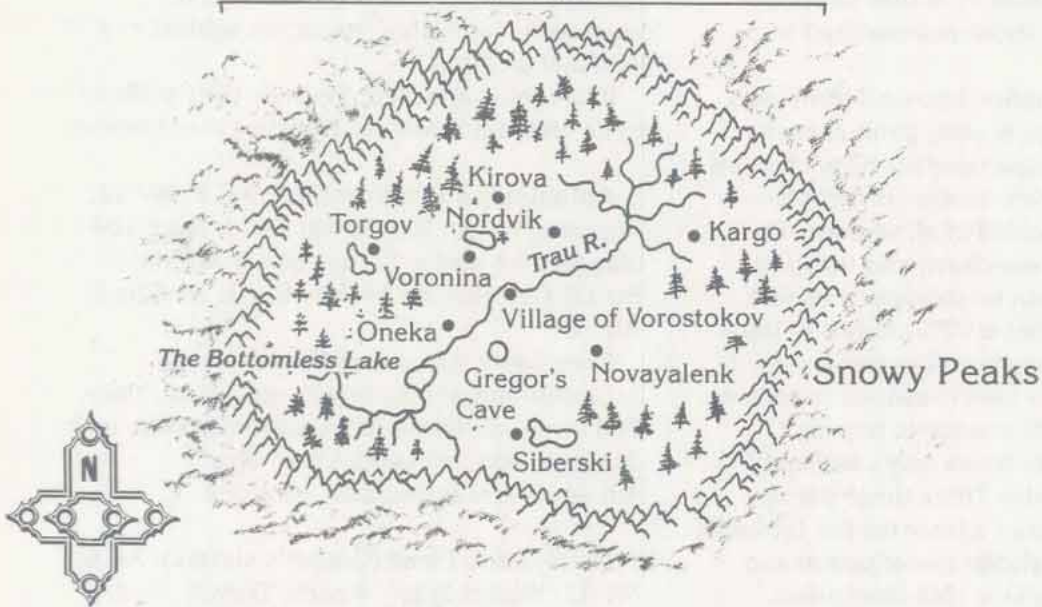 Kirova
Torgov
Nordvik
Trau R.
Kargo
Voronina
Village of Vorostokov
Oneka
The Bottomless Lake
Gregor's
Cave
Novayalenk
Snowy Peaks
Siberski
N